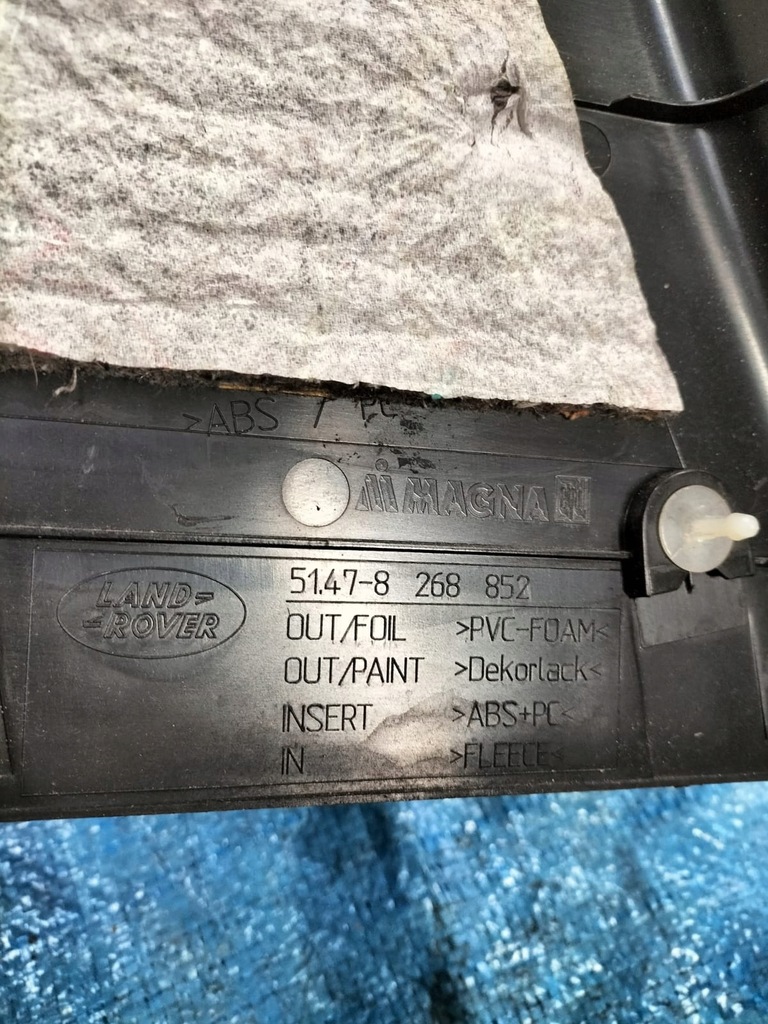 >ABS / PC
MAGNA
LAND
ROVER
51.47-8 268 852
OUT/FOIL >PVC-FOAM<
OUT/PAINT >Dekorlack<
INSERT >ABS+PC<
IN >FLEECE<